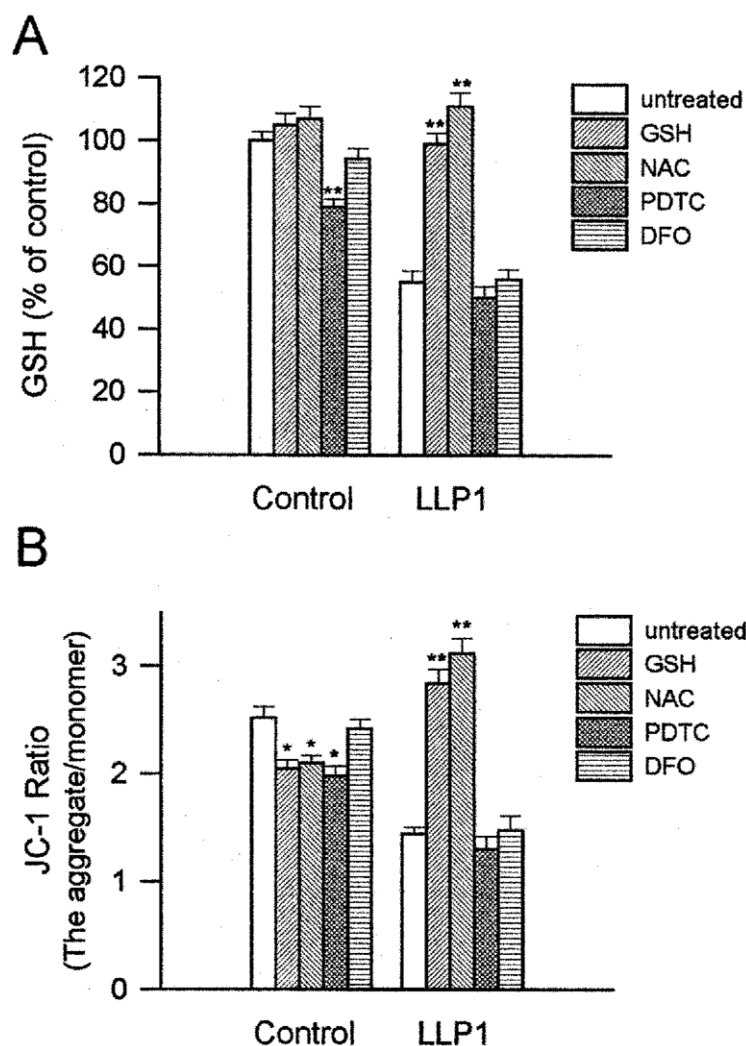 A
120
100
80
60
40
20
0
GSH (% of control)
**
**
**
Control
LLP1
untreated
GSH
NAC
PDTC
DFO
B
3
2
1
0
JC-1 Ratio
(The aggregate/monomer)
*
*
*
**
**
Control
LLP1
untreated
GSH
NAC
PDTC
DFO